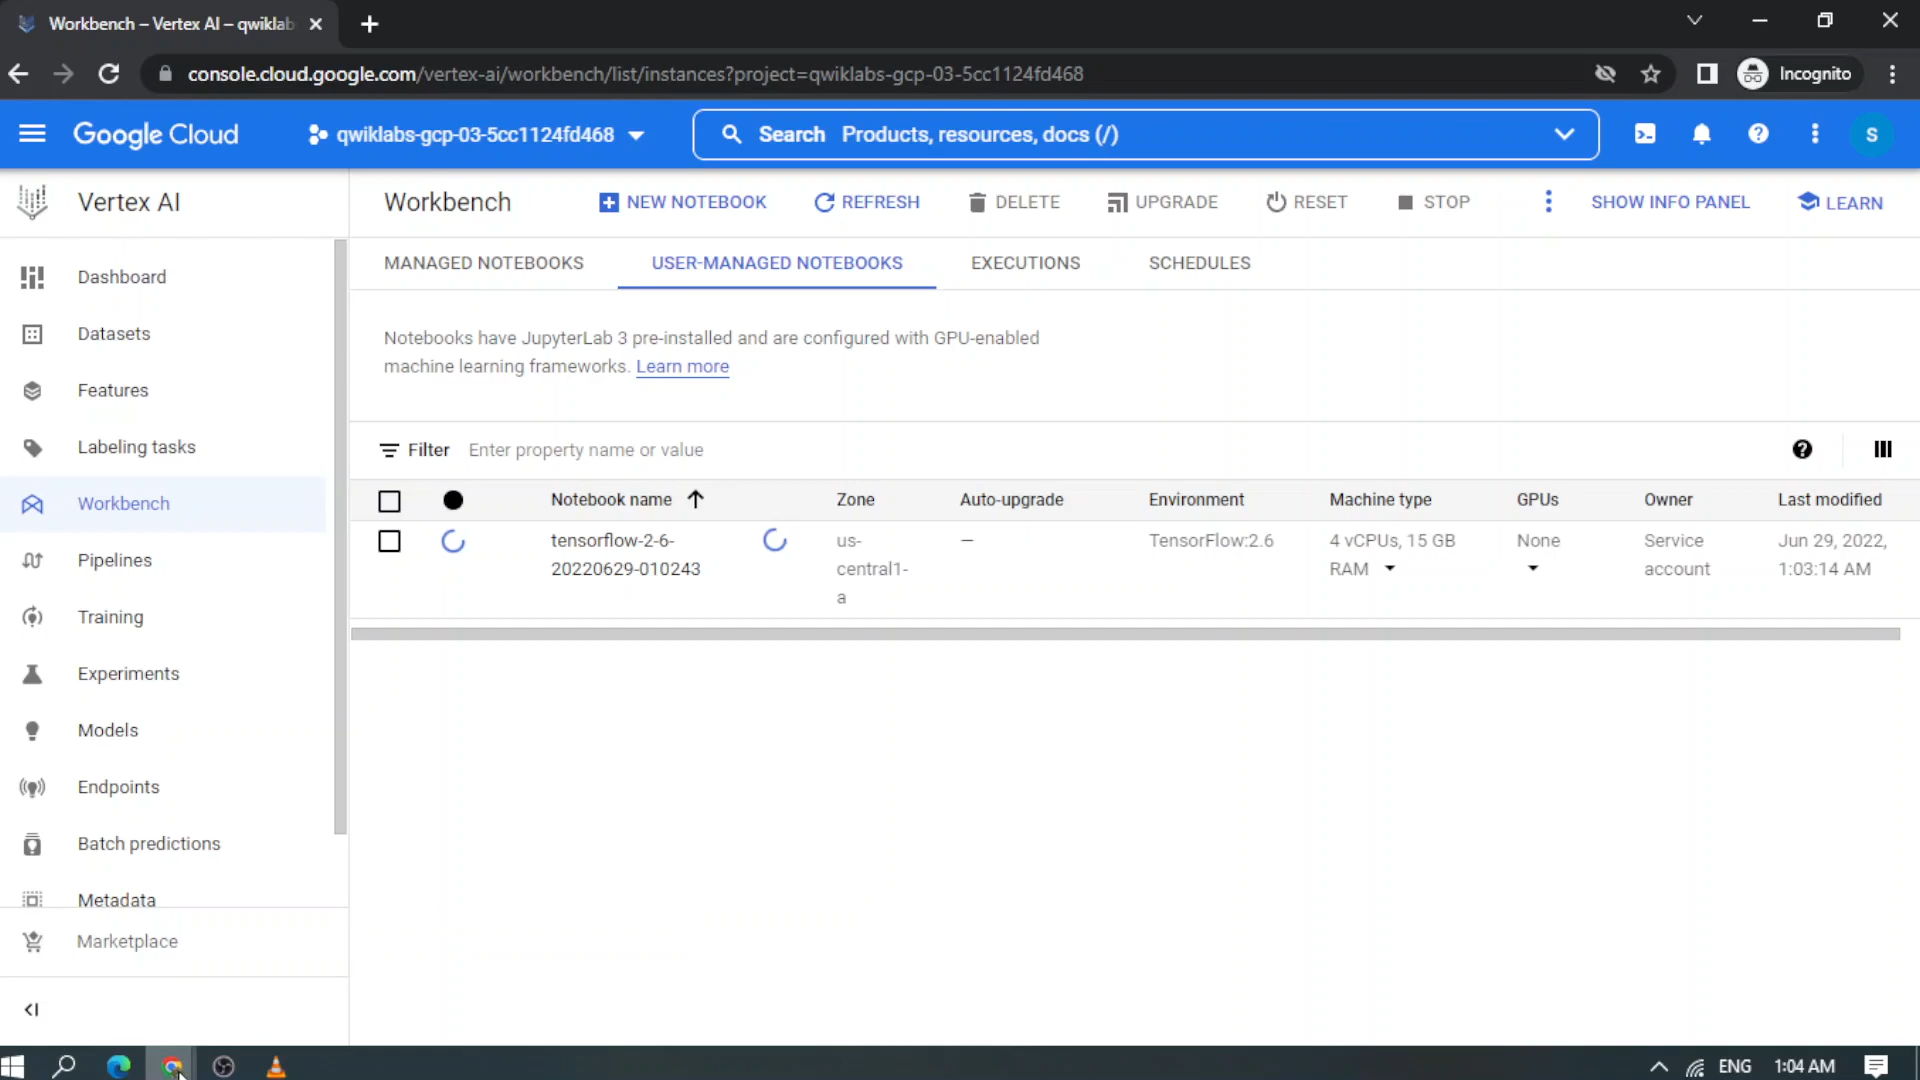 Workbench – Vertex AI – qwiklab
console.cloud.google.com/vertex-ai/workbench/list/instances?project=qwiklabs-gcp-03-5cc1124fd468
Incognito
Google Cloud
qwiklabs-gcp-03-5cc1124fd468
Search Products, resources, docs (/)
S
Vertex AI
Workbench
NEW NOTEBOOK
REFRESH
DELETE
UPGRADE
RESET
STOP
SHOW INFO PANEL
LEARN
Dashboard
Datasets
Features
Labeling tasks
Workbench
Pipelines
Training
Experiments
Models
Endpoints
Batch predictions
Metadata
Marketplace
MANAGED NOTEBOOKS
USER-MANAGED NOTEBOOKS
EXECUTIONS
SCHEDULES
Notebooks have JupyterLab 3 pre-installed and are configured with GPU-enabled
machine learning frameworks. Learn more
Filter Enter property name or value
Notebook name
Zone
Auto-upgrade
Environment
Machine type
GPUs
Owner
Last modified
tensorflow-2-6-
20220629-010243
us-
central1-
a
–
TensorFlow:2.6
4 vCPUs, 15 GB
RAM
None
Service
account
Jun 29, 2022,
1:03:14 AM
ENG
1:04 AM